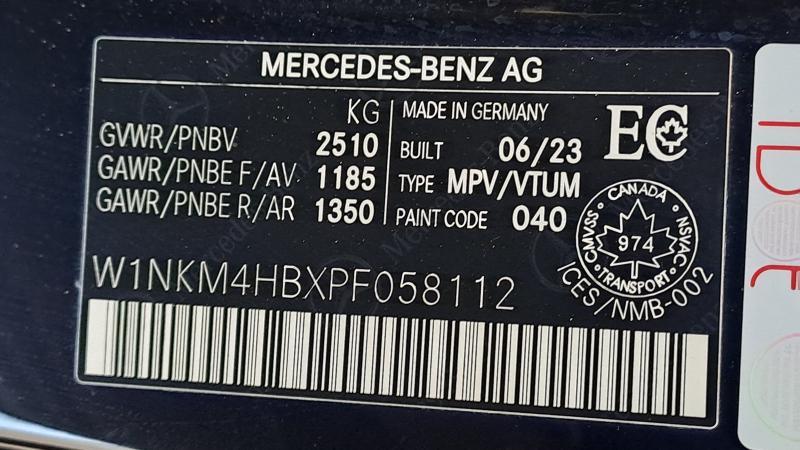 MERCEDES-BENZ AG
KG
GVWR/PNBV 2510
GAWR/PNBE F/AV 1185
GAWR/PNBE R/AR 1350
MADE IN GERMANY
BUILT 06/23
TYPE MPV/VTUM
PAINT CODE 040
EC
CANADA
CMVSS NSVAC
974
TRANSPORT
ICES/NMB-002
W1NKM4HBXPF058112